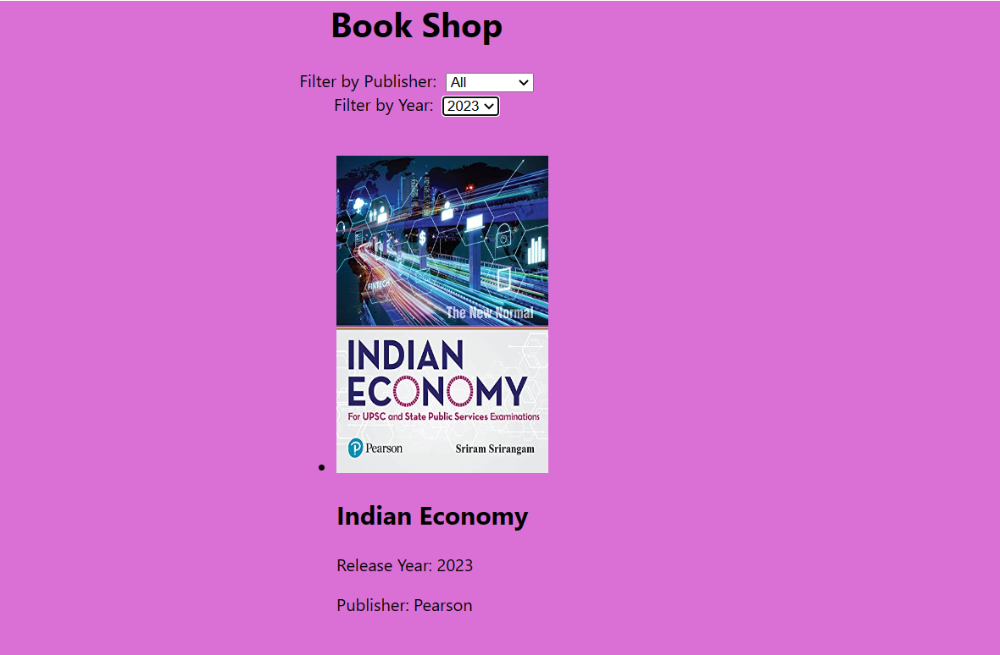 Book Shop
Filter by Publisher: All
Filter by Year: 2023
FINTECH
The New Normal
INDIAN
ECONOMY
For UPSC and State Public Services Examinations
Pearson Sriram Srirangam
Indian Economy
Release Year: 2023
Publisher: Pearson